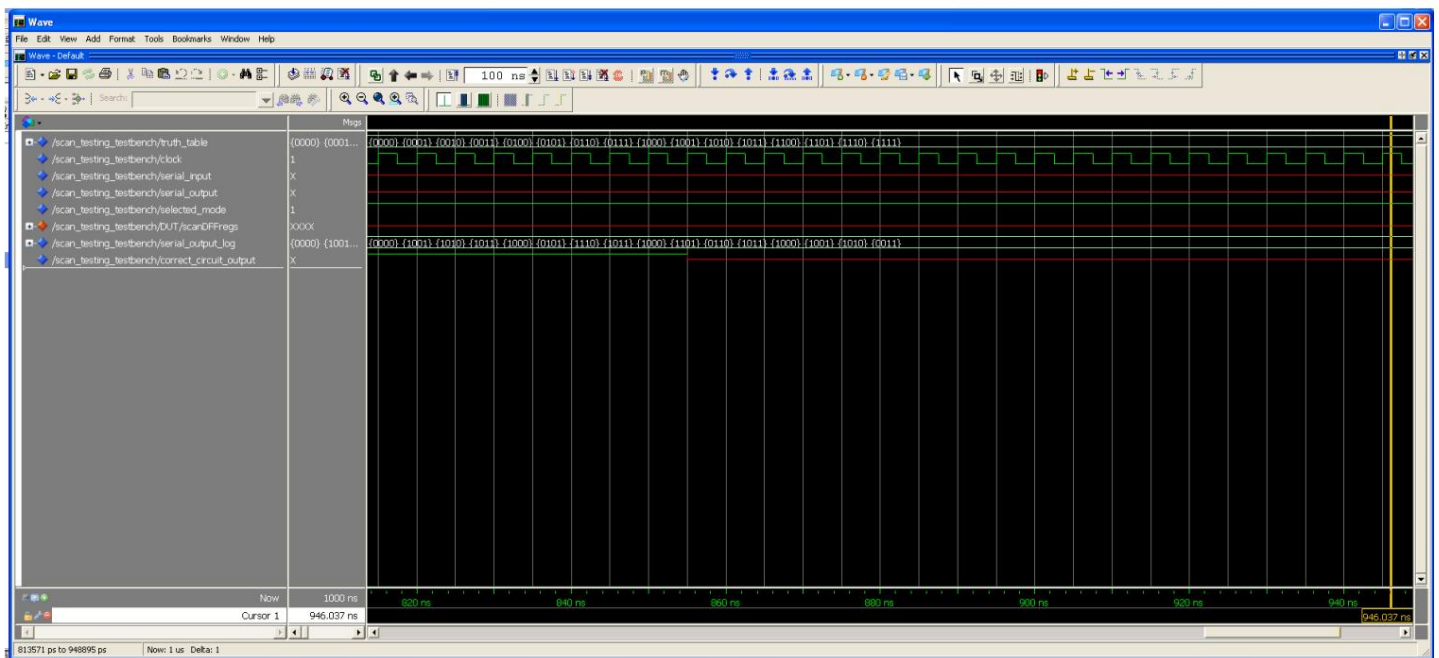 Wave
File Edit View Add Format Tools Bookmarks Window Help
Wave - Default
100 ns
Search:
Msgs
/scan_testing_testbench/truth_table {0000} {0001... {0000} {0001} {0010} {0011} {0100} {0101} {0110} {0111} {1000} {1001} {1010} {1011} {1100} {1101} {1110} {1111}
/scan_testing_testbench/clock 1
/scan_testing_testbench/serial_input X
/scan_testing_testbench/serial_output X
/scan_testing_testbench/selected_mode 1
/scan_testing_testbench/DUT/scanDFFregs XXXX
/scan_testing_testbench/serial_output_log {0000} {1001... {0000} {1001} {1010} {1011} {1000} {0101} {1110} {1011} {1000} {1101} {0110} {1011} {1000} {1001} {1010} {0011}
/scan_testing_testbench/correct_circuit_output X
Now 1000 ns 820 ns 840 ns 860 ns 880 ns 900 ns 920 ns 940 ns
Cursor 1 946.037 ns 946.037 ns
813571 ps to 948895 ps Now: 1 us Delta: 1